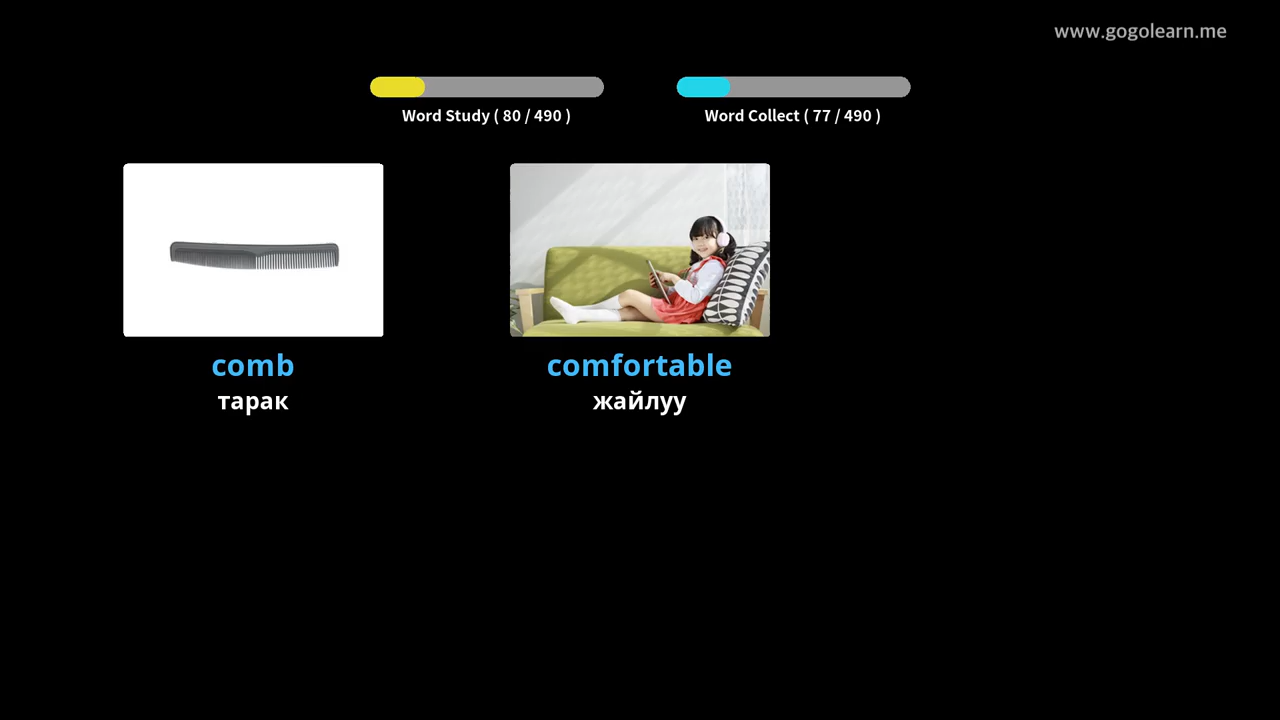 www.gogolearn.me
Word Study ( 80 / 490 )
Word Collect ( 77 / 490 )
comb
тарак
comfortable
жайлуу